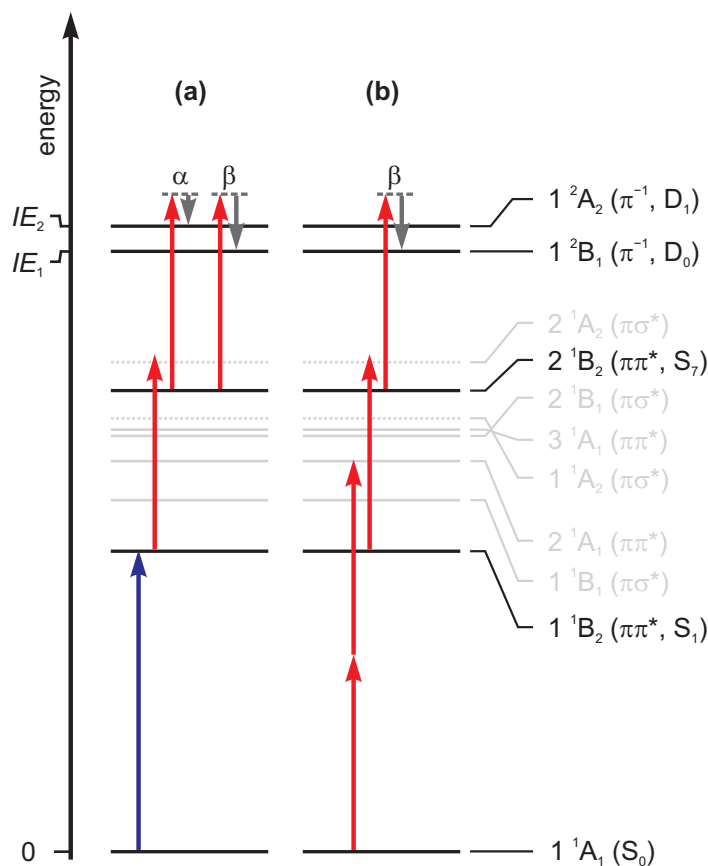 energy
(a)
(b)
α
β
β
IE₂
IE₁
0
1 ²A₂ (π⁻¹, D₁)
1 ²B₁ (π⁻¹, D₀)
2 ¹A₂ (πσ*)
2 ¹B₂ (ππ*, S₇)
2 ¹B₁ (πσ*)
3 ¹A₁ (ππ*)
1 ¹A₂ (πσ*)
2 ¹A₁ (ππ*)
1 ¹B₁ (πσ*)
1 ¹B₂ (ππ*, S₁)
1 ¹A₁ (S₀)